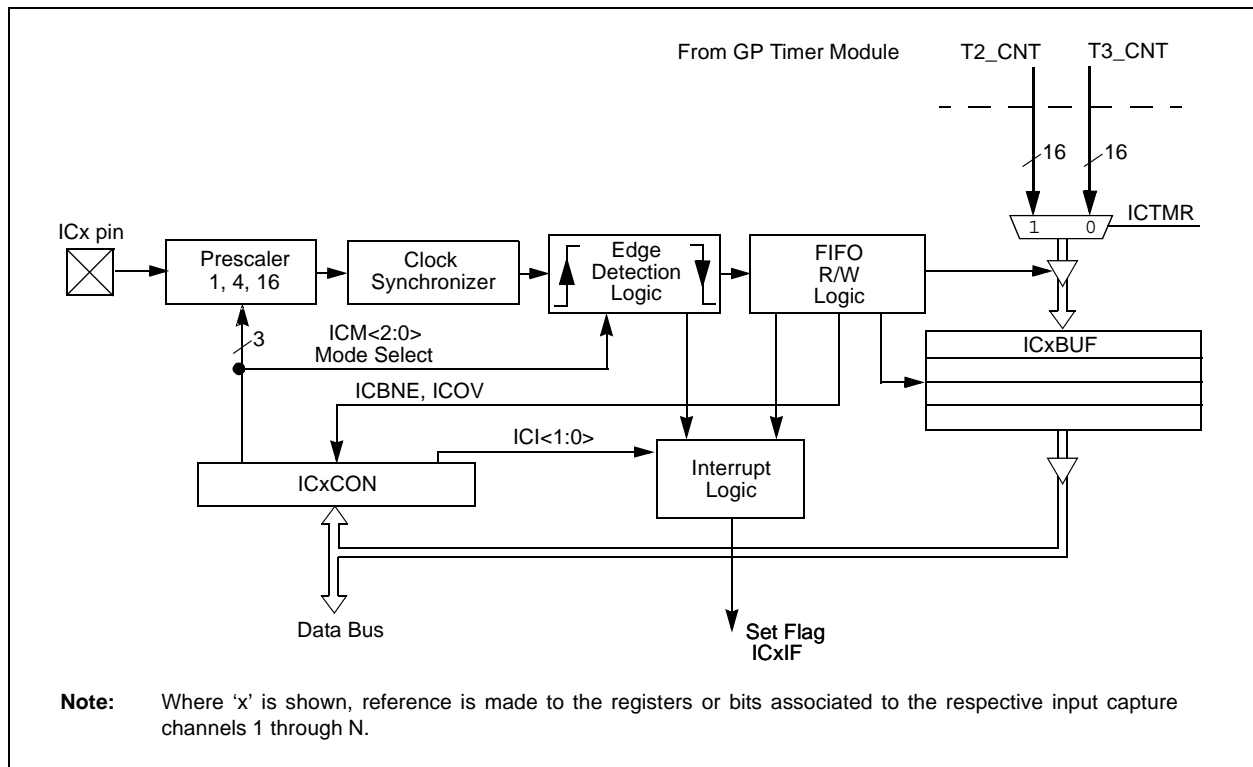 From GP Timer Module
T2_CNT
T3_CNT
16
16
ICx pin
1
0
ICTMR
Prescaler
1, 4, 16
Clock
Synchronizer
Edge
Detection
Logic
FIFO
R/W
Logic
3
ICM<2:0>
Mode Select
ICxBUF
ICBNE, ICOV
ICI<1:0>
Interrupt
Logic
ICxCON
Data Bus
Set Flag
ICxIF
Note: Where ‘x’ is shown, reference is made to the registers or bits associated to the respective input capture
channels 1 through N.